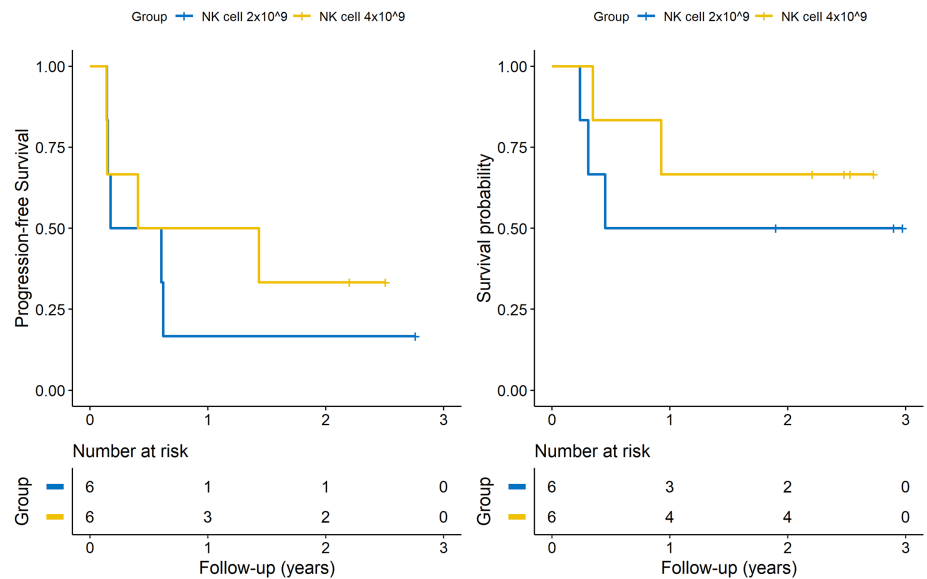 Group NK cell 2x10^9 NK cell 4x10^9
Progression-free Survival
1.00
0.75
0.50
0.25
0.00
0 1 2 3
Number at risk
Group
6 1 1 0
6 3 2 0
0 1 2 3
Follow-up (years)
Group NK cell 2x10^9 NK cell 4x10^9
Survival probability
1.00
0.75
0.50
0.25
0.00
0 1 2 3
Number at risk
Group
6 3 2 0
6 4 4 0
0 1 2 3
Follow-up (years)